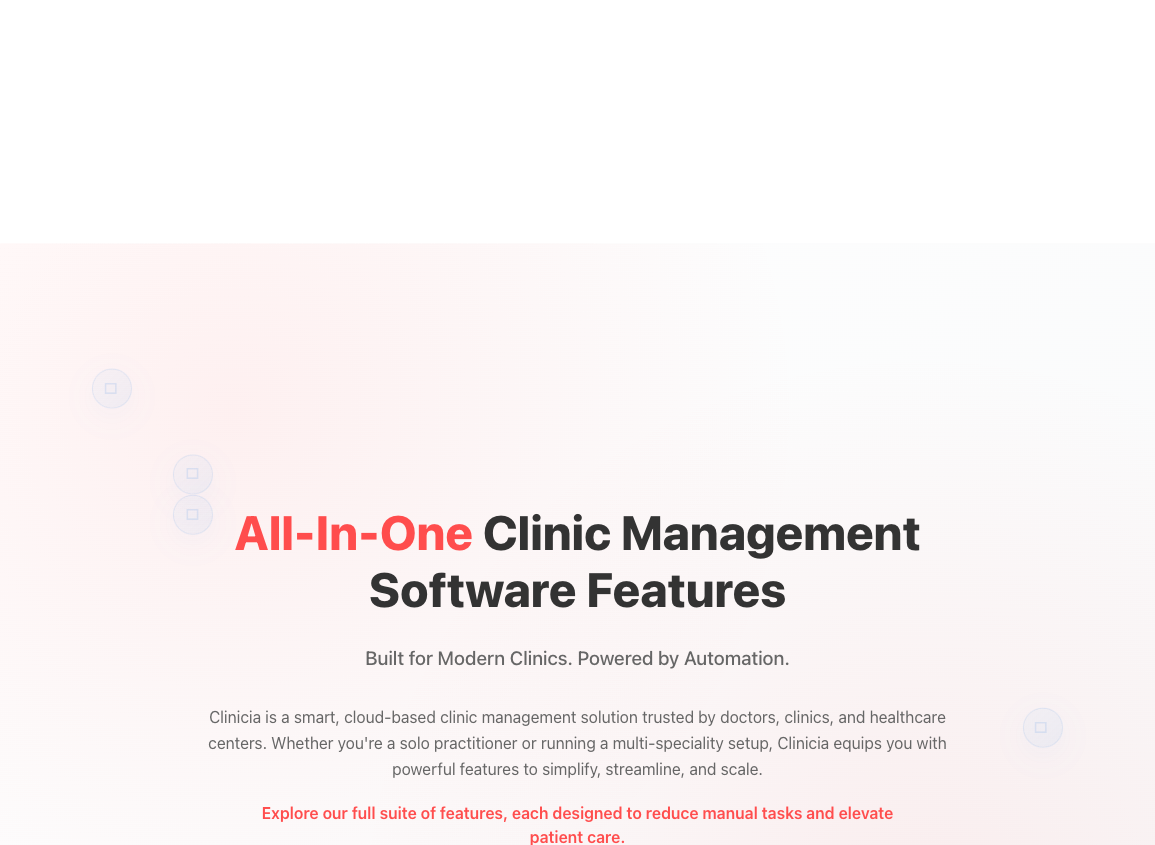 All-In-One Clinic Management
Software Features
Built for Modern Clinics. Powered by Automation.
Clinicia is a smart, cloud-based clinic management solution trusted by doctors, clinics, and healthcare
centers. Whether you're a solo practitioner or running a multi-speciality setup, Clinicia equips you with
powerful features to simplify, streamline, and scale.
Explore our full suite of features, each designed to reduce manual tasks and elevate
patient care.